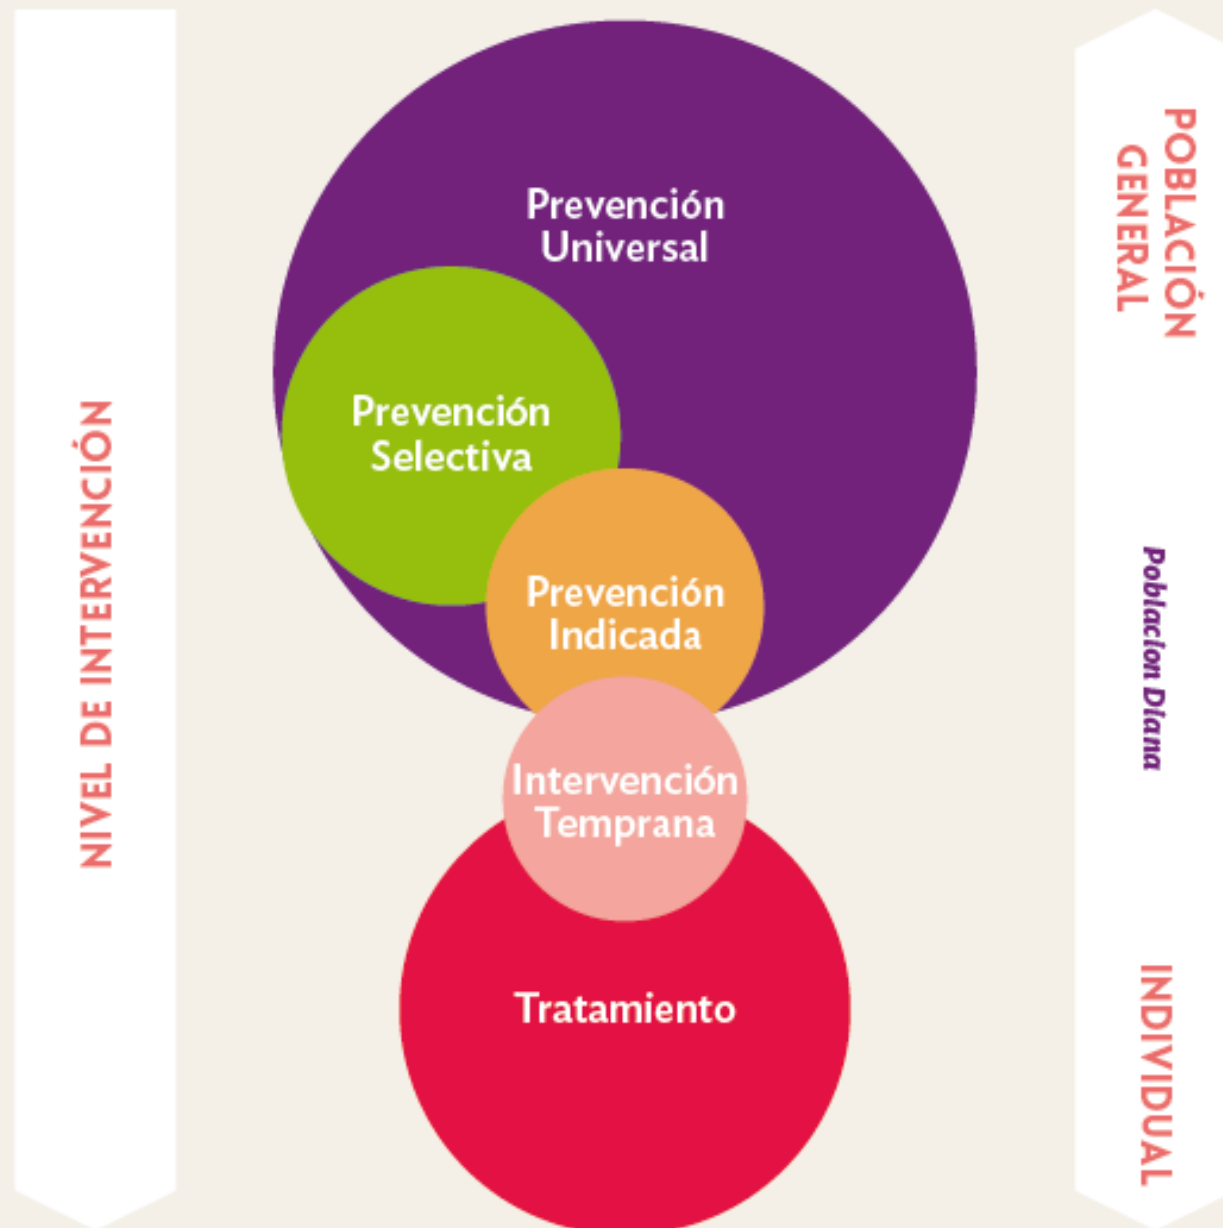 NIVEL DE INTERVENCIÓN
Prevención
Universal
Prevención
Selectiva
Prevención
Indicada
Intervención
Temprana
Tratamiento
POBLACIÓN
GENERAL
Poblacion Diana
INDIVIDUAL